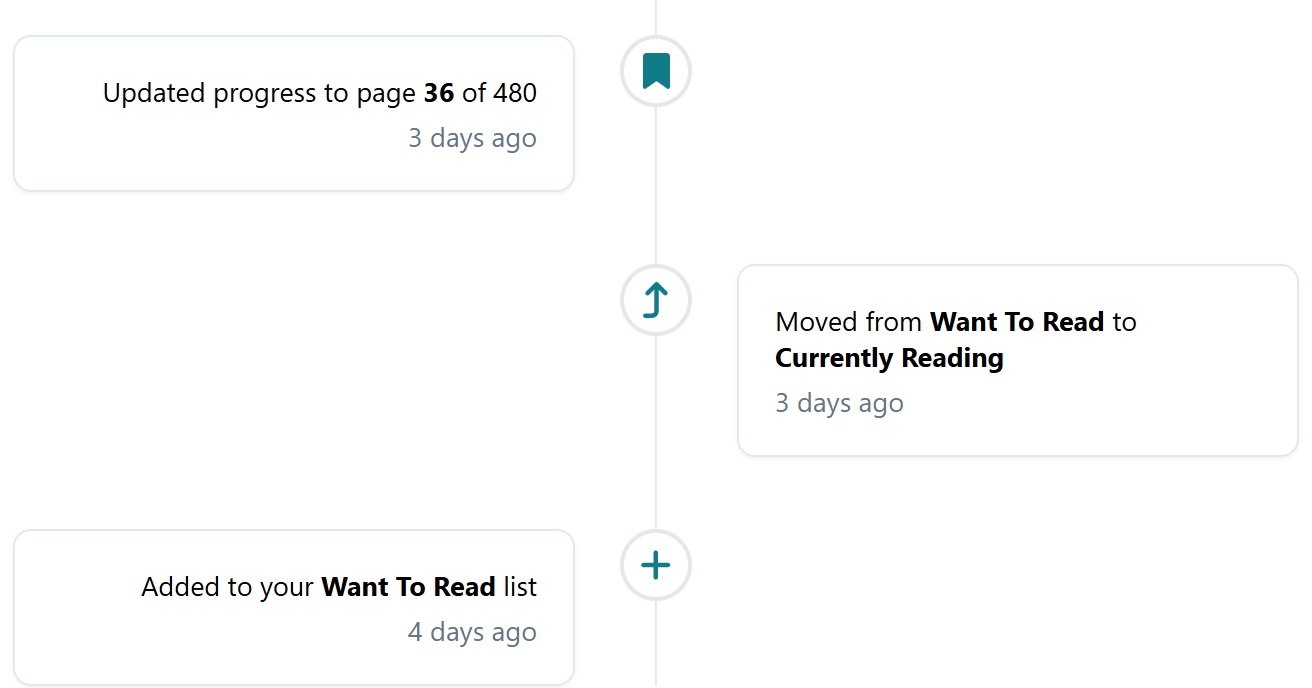 Updated progress to page 36 of 480
3 days ago
Moved from Want To Read to
Currently Reading
3 days ago
Added to your Want To Read list
4 days ago